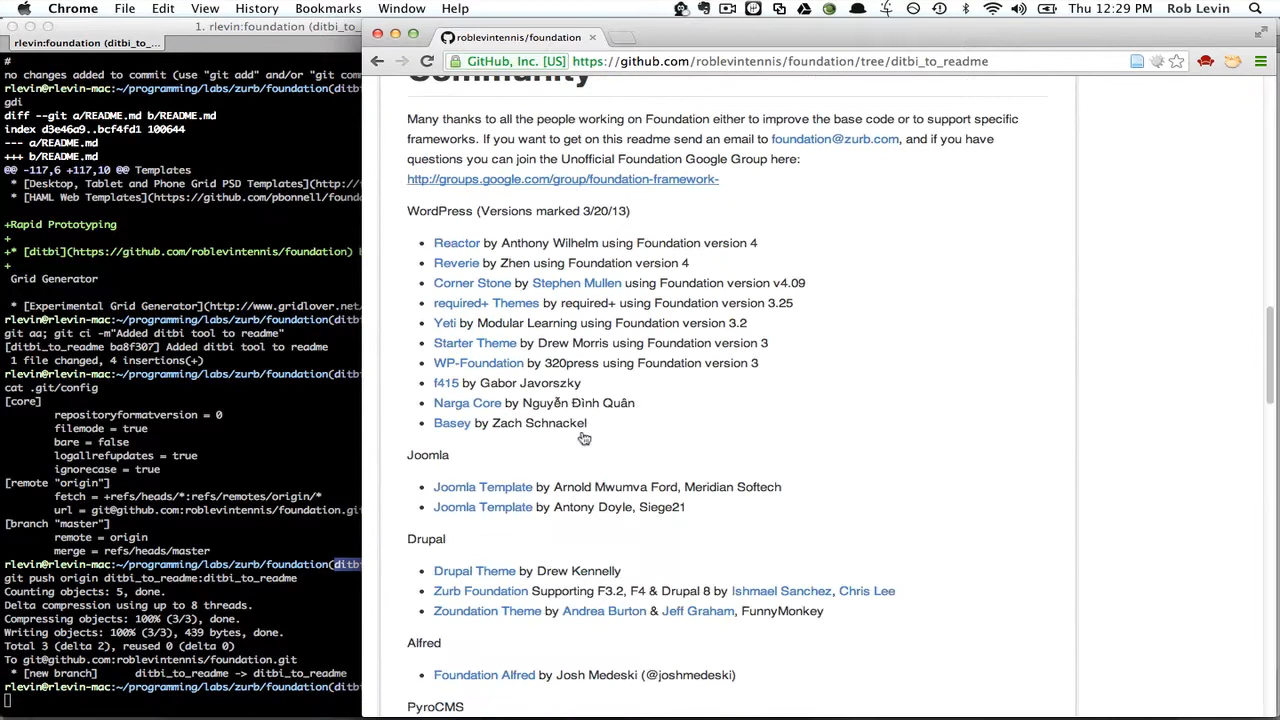 Chrome File Edit View History Bookmarks Window Help Thu 12:29 PM Rob Levin
1. rlevin:foundation (ditbi_to_
rlevin:foundation (ditbi_to_...
#
no changes added to commit (use "git add" and/or "git com
rlevin@rlevin-mac:~/programming/labs/zurb/foundation(ditb
gdi
diff --git a/README.md b/README.md
index d3e46a9..bcf4fd1 100644
--- a/README.md
+++ b/README.md
@@ -117,6 +117,10 @@ Templates
* [Desktop, Tablet and Phone Grid PSD Templates](http://
* [HAML Web Templates](https://github.com/pbonnell/found
+Rapid Prototyping
+
+* [ditbi](https://github.com/roblevintennis/foundation) b
+
Grid Generator
* [Experimental Grid Generator](http://www.gridlover.net/
rlevin@rlevin-mac:~/programming/labs/zurb/foundation(ditb
git aa; git ci -m"Added ditbi tool to readme"
[ditbi_to_readme ba8f307] Added ditbi tool to readme
1 file changed, 4 insertions(+)
rlevin@rlevin-mac:~/programming/labs/zurb/foundation(ditb
cat .git/config
[core]
repositoryformatversion = 0
filemode = true
bare = false
logallrefupdates = true
ignorecase = true
[remote "origin"]
fetch = +refs/heads/*:refs/remotes/origin/*
url = git@github.com:roblevintennis/foundation.git
[branch "master"]
remote = origin
merge = refs/heads/master
rlevin@rlevin-mac:~/programming/labs/zurb/foundation(ditb
git push origin ditbi_to_readme:ditbi_to_readme
Counting objects: 5, done.
Delta compression using up to 8 threads.
Compressing objects: 100% (3/3), done.
Writing objects: 100% (3/3), 439 bytes, done.
Total 3 (delta 2), reused 0 (delta 0)
To git@github.com:roblevintennis/foundation.git
* [new branch] ditbi_to_readme -> ditbi_to_readme
rlevin@rlevin-mac:~/programming/labs/zurb/foundation(ditb
roblevintennis/foundation
GitHub, Inc. [US] https://github.com/roblevintennis/foundation/tree/ditbi_to_readme
Community
Many thanks to all the people working on Foundation either to improve the base code or to support specific
frameworks. If you want to get on this readme send an email to foundation@zurb.com, and if you have
questions you can join the Unofficial Foundation Google Group here:
http://groups.google.com/group/foundation-framework-
WordPress (Versions marked 3/20/13)
• Reactor by Anthony Wilhelm using Foundation version 4
• Reverie by Zhen using Foundation version 4
• Corner Stone by Stephen Mullen using Foundation version v4.09
• required+ Themes by required+ using Foundation version 3.25
• Yeti by Modular Learning using Foundation version 3.2
• Starter Theme by Drew Morris using Foundation version 3
• WP-Foundation by 320press using Foundation version 3
• f415 by Gabor Javorszky
• Narga Core by Nguyễn Đình Quân
• Basey by Zach Schnackel
Joomla
• Joomla Template by Arnold Mwumva Ford, Meridian Softech
• Joomla Template by Antony Doyle, Siege21
Drupal
• Drupal Theme by Drew Kennelly
• Zurb Foundation Supporting F3.2, F4 & Drupal 8 by Ishmael Sanchez, Chris Lee
• Zoundation Theme by Andrea Burton & Jeff Graham, FunnyMonkey
Alfred
• Foundation Alfred by Josh Medeski (@joshmedeski)
PyroCMS